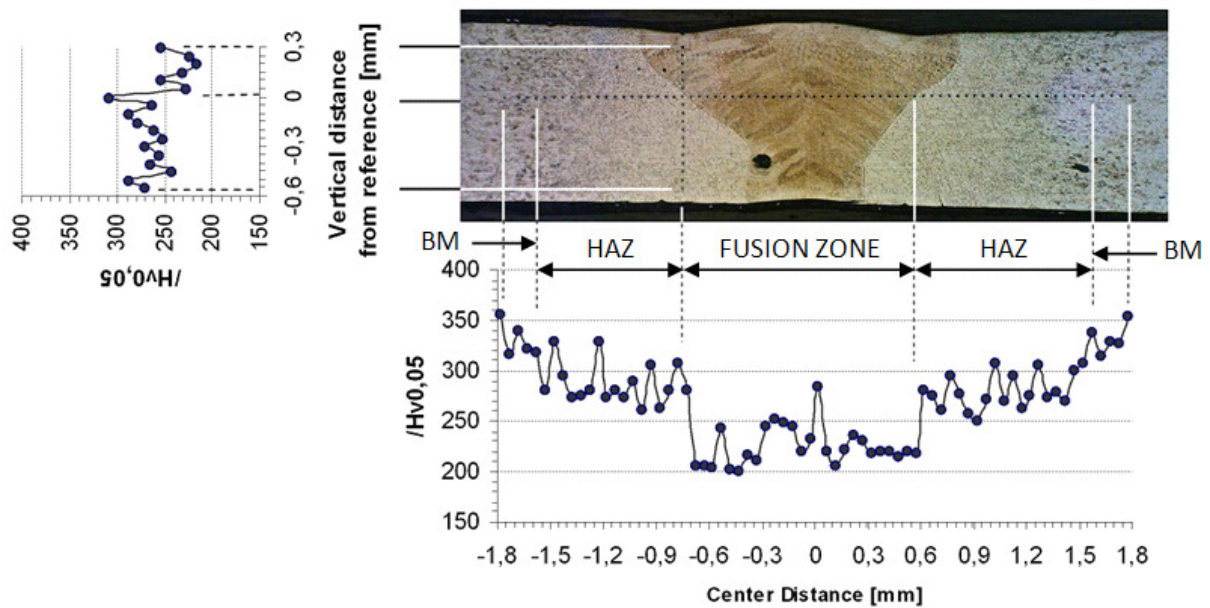 0,3
0
-0,3
-0,6
400
350
300
250
200
150
/Hv0,05
Vertical distance
from reference [mm]
BM
HAZ
FUSION ZONE
HAZ
BM
400
350
300
250
200
150
/Hv0,05
-1,8
-1,5
-1,2
-0,9
-0,6
-0,3
0
0,3
0,6
0,9
1,2
1,5
1,8
Center Distance [mm]